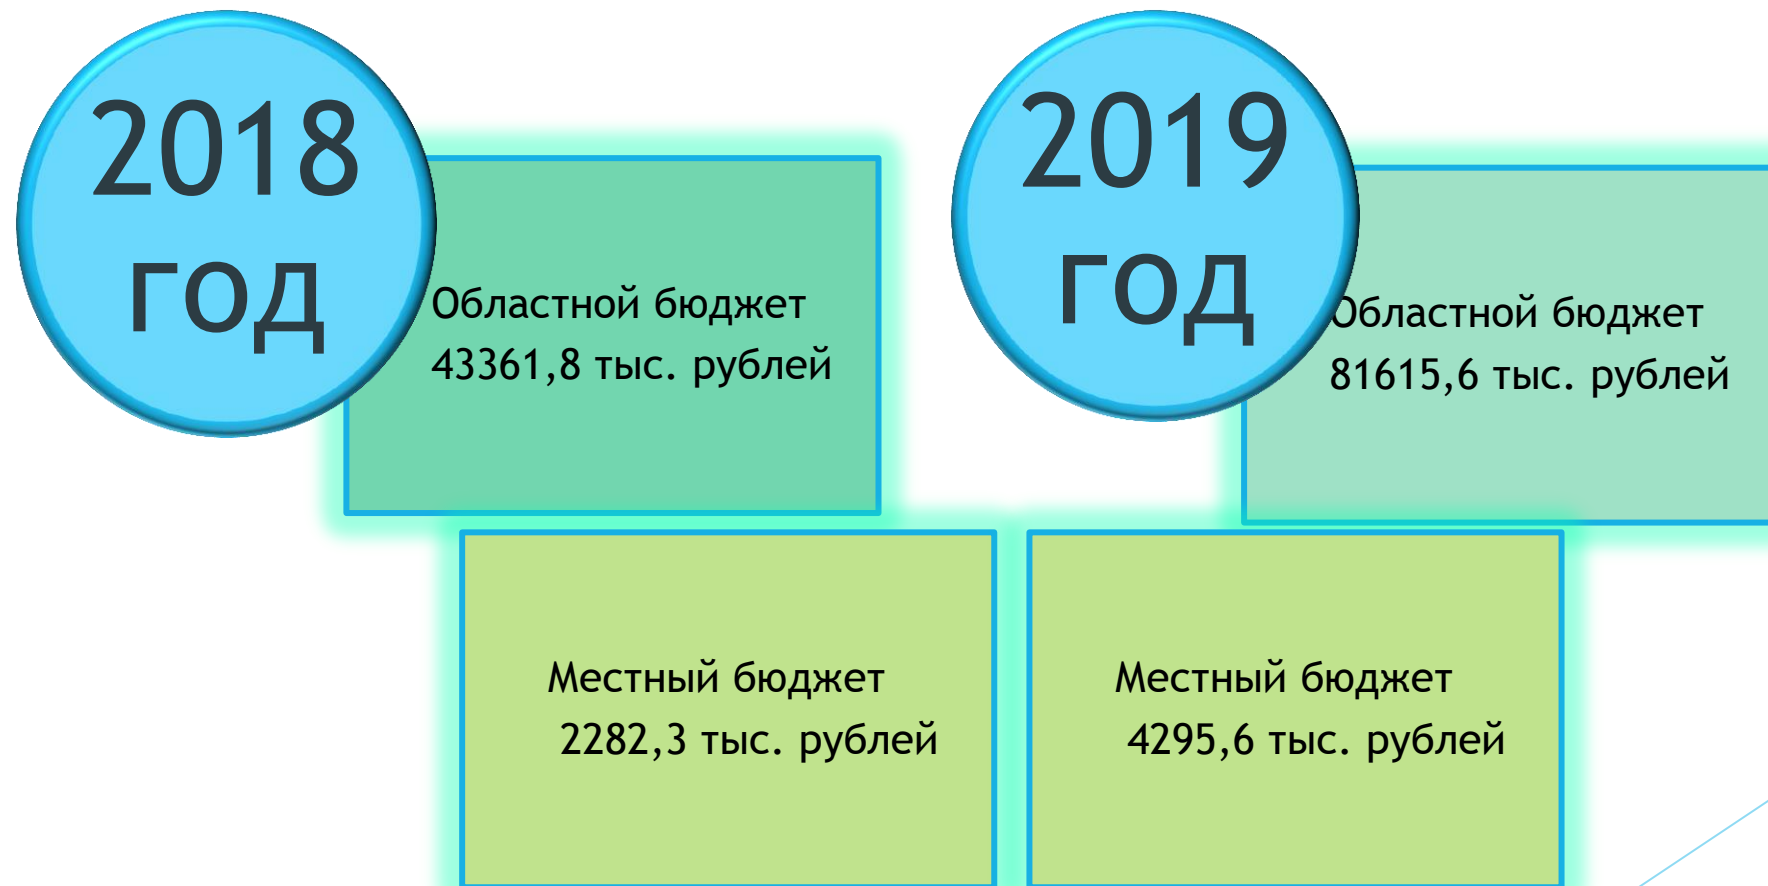 2018
год
Областной бюджет
43361,8 тыс. рублей
Местный бюджет
2282,3 тыс. рублей
2019
год
Областной бюджет
81615,6 тыс. рублей
Местный бюджет
4295,6 тыс. рублей